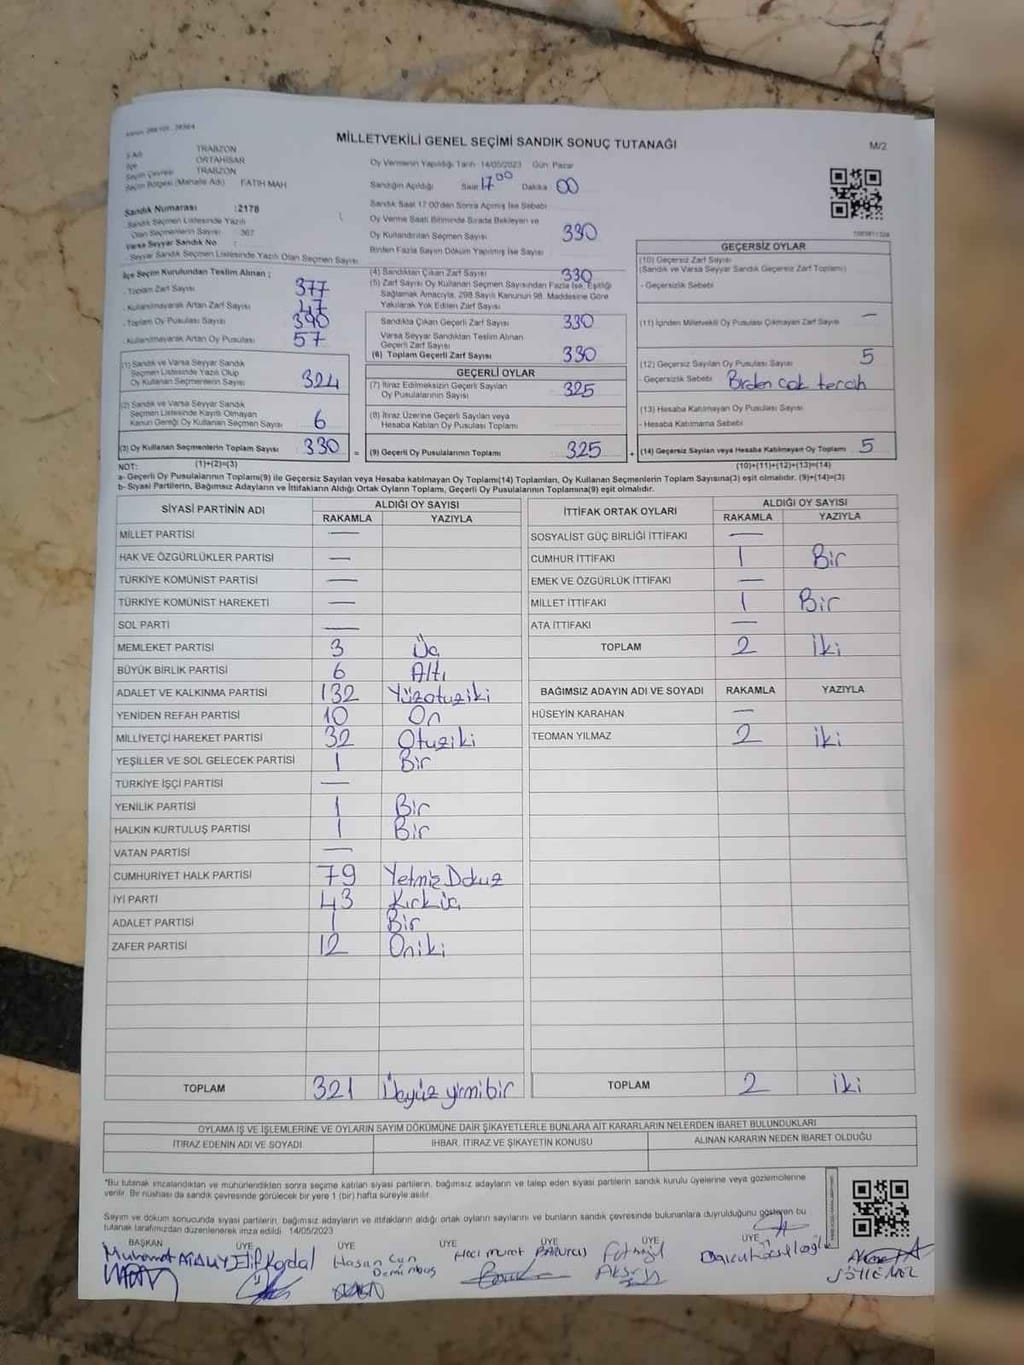 MİLLETVEKİLİ GENEL SEÇİMİ SANDIK SONUÇ TUTANAĞI
M/2
TRABZON
ORTAHİSAR
TRABZON
Seçim Bölgesi (Mahalle Adı) FATİH MAH
Sandık Numarası :2178
Sandık Seçmen Listesinde Yazılı
Olan Seçmenlerin Sayısı : 367
Varsa Seyyar Sandık No :
Seyyar Sandık Seçmen Listesinde Yazılı Olan Seçmen Sayısı
Oy Vermenin Yapıldığı Tarih 14/05/2023 Gün Pazar
Sandığın Açıldığı Saat 17 00 Dakika 00
Sandık Saat 17:00'den Sonra Açılmış İse Sebebi
Oy Verme Saati Bitiminde Sırada Bekleyen ve
Oy Kullandırılan Seçmen Sayısı 330
Birden Fazla Sayım Döküm Yapılmış İse Sayısı
İlçe Seçim Kurulundan Teslim Alınan ;
- Toplam Zarf Sayısı 377
- Kullanılmayarak Artan Zarf Sayısı 47
- Toplam Oy Pusulası Sayısı
- Kullanılmayarak Artan Oy Pusulası 57
(1) Sandık ve Varsa Seyyar Sandık
Seçmen Listesinde Yazılı Olup
Oy Kullanan Seçmenlerin Sayısı 324
(2) Sandık ve Varsa Seyyar Sandık
Seçmen Listesinde Kayıtlı Olmayan
Kanun Gereği Oy Kullanan Seçmen Sayısı 6
(3) Oy Kullanan Seçmenlerin Toplam Sayısı 330 =
(4) Sandıktan Çıkan Zarf Sayısı 330
(5) Zarf Sayısı Oy Kullanan Seçmen Sayısından Fazla İse, Eşitliği
Sağlamak Amacıyla, 298 Sayılı Kanunun 98. Maddesine Göre
Yakılarak Yok Edilen Zarf Sayısı
Sandıkta Çıkan Geçerli Zarf Sayısı 330
Varsa Seyyar Sandıktan Teslim Alınan
Geçerli Zarf Sayısı
(6) Toplam Geçerli Zarf Sayısı 330
GEÇERLİ OYLAR
(7) İtiraz Edilmeksizin Geçerli Sayılan
Oy Pusulalarının Sayısı 325
(8) İtiraz Üzerine Geçerli Sayılan veya
Hesaba Katılan Oy Pusulası Toplamı
(9) Geçerli Oy Pusulalarının Toplamı 325 +
GEÇERSİZ OYLAR
(10) Geçersiz Zarf Sayısı
(Sandık ve Varsa Seyyar Sandık Geçersiz Zarf Toplamı)
- Geçersizlik Sebebi
(11) İçinden Milletvekili Oy Pusulası Çıkmayan Zarf Sayısı —
(12) Geçersiz Sayılan Oy Pusulası Sayısı 5
- Geçersizlik Sebebi Birden çok tercih
(13) Hesaba Katılmayan Oy Pusulası Sayısı
- Hesaba Katılmama Sebebi
(14) Geçersiz Sayılan veya Hesaba Katılmayan Oy Toplamı 5
NOT: (1)+(2)=(3) (10)+(11)+(12)+(13)=(14)
a- Geçerli Oy Pusulalarının Toplamı(9) ile Geçersiz Sayılan veya Hesaba katılmayan Oy Toplamı(14) Toplamları, Oy Kullanan Seçmenlerin Toplam Sayısına(3) eşit olmalıdır. (9)+(14)=(3)
b- Siyasi Partilerin, Bağımsız Adayların ve İttifakların Aldığı Ortak Oyların Toplamı, Geçerli Oy Pusulalarının Toplamına(9) eşit olmalıdır.
SİYASİ PARTİNİN ADI ALDIĞI OY SAYISI
RAKAMLA YAZIYLA
MİLLET PARTİSİ —
HAK VE ÖZGÜRLÜKLER PARTİSİ —
TÜRKİYE KOMÜNİST PARTİSİ —
TÜRKİYE KOMÜNİST HAREKETİ —
SOL PARTİ —
MEMLEKET PARTİSİ 3 Üç
BÜYÜK BİRLİK PARTİSİ 6 Altı
ADALET VE KALKINMA PARTİSİ 132 Yüzotuziki
YENİDEN REFAH PARTİSİ 10 On
MİLLİYETÇİ HAREKET PARTİSİ 32 Otuziki
YEŞİLLER VE SOL GELECEK PARTİSİ 1 Bir
TÜRKİYE İŞÇİ PARTİSİ —
YENİLİK PARTİSİ 1 Bir
HALKIN KURTULUŞ PARTİSİ 1 Bir
VATAN PARTİSİ —
CUMHURİYET HALK PARTİSİ 79 Yetmiş Dokuz
İYİ PARTİ 43 Kırküç
ADALET PARTİSİ 1 Bir
ZAFER PARTİSİ 12 Oniki
TOPLAM 321 Üçyüz yirmibir
İTTİFAK ORTAK OYLARI ALDIĞI OY SAYISI
RAKAMLA YAZIYLA
SOSYALİST GÜÇ BİRLİĞİ İTTİFAKI —
CUMHUR İTTİFAKI 1 Bir
EMEK VE ÖZGÜRLÜK İTTİFAKI —
MİLLET İTTİFAKI 1 Bir
ATA İTTİFAKI —
TOPLAM 2 İki
BAĞIMSIZ ADAYIN ADI VE SOYADI RAKAMLA YAZIYLA
HÜSEYİN KARAHAN —
TEOMAN YILMAZ 2 iki
TOPLAM 2 iki
OYLAMA İŞ VE İŞLEMLERİNE VE OYLARIN SAYIM DÖKÜMÜNE DAİR ŞİKAYETLERLE BUNLARA AİT KARARLARIN NELERDEN İBARET BULUNDUKLARI
İTİRAZ EDENİN ADI VE SOYADI İHBAR, İTİRAZ VE ŞİKAYETİN KONUSU ALINAN KARARIN NEDEN İBARET OLDUĞU
*Bu tutanak imzalandıktan ve mühürlendikten sonra seçime katılan siyasi partilerin, bağımsız adayların ve talep eden siyasi partilerin sandık kurulu üyelerine veya gözlemcilerine
verilir. Bir nüshası da sandık çevresinde görülecek bir yere 1 (bir) hafta süreyle asılır.
Sayım ve döküm sonucunda siyasi partilerin, bağımsız adayların ve ittifakların aldığı ortak oyların sayılarını ve bunların sandık çevresinde bulunanlara duyrulduğunu gösteren bu
tutanak tarafımızdan düzenlenerek imza edildi. 14/05/2023
BAŞKAN ÜYE ÜYE ÜYE ÜYE ÜYE ÜYE
Hasan Can
Hacı murat